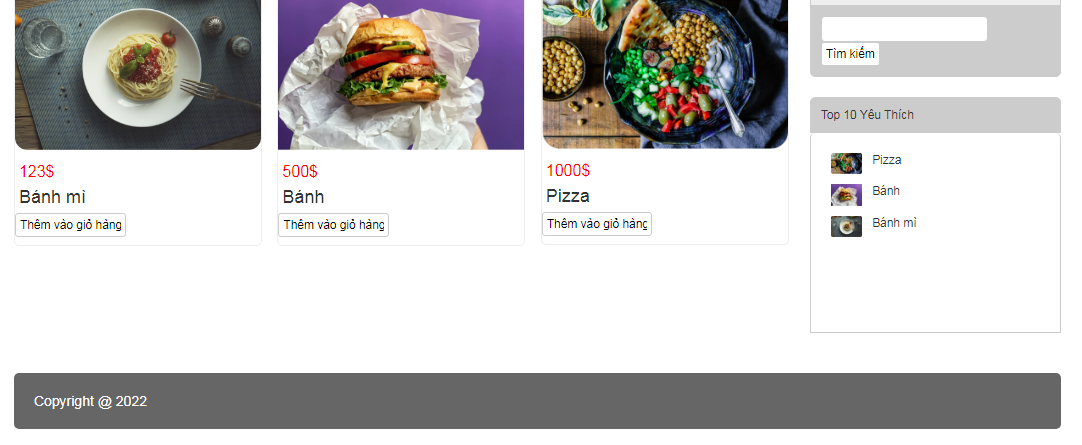 123$
Bánh mì
Thêm vào giỏ hàng
500$
Bánh
Thêm vào giỏ hàng
1000$
Pizza
Thêm vào giỏ hàng
Tìm kiếm
Top 10 Yêu Thích
Pizza
Bánh
Bánh mì
Copyright @ 2022